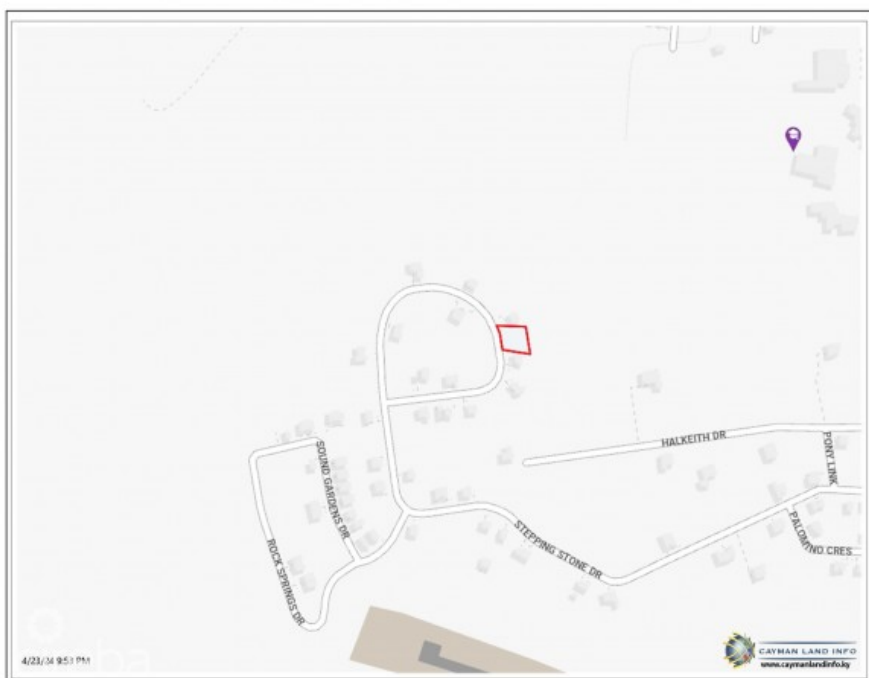 HALKEITH DR
PONY LINK
SOUND GARDENS DR
STEPPING STONE DR
PALOMINO CRES
ROCK SPRINGS DR
CAYMAN LAND INFO
www.caymanlandinfo.ky
4/23/24 9:53 PM